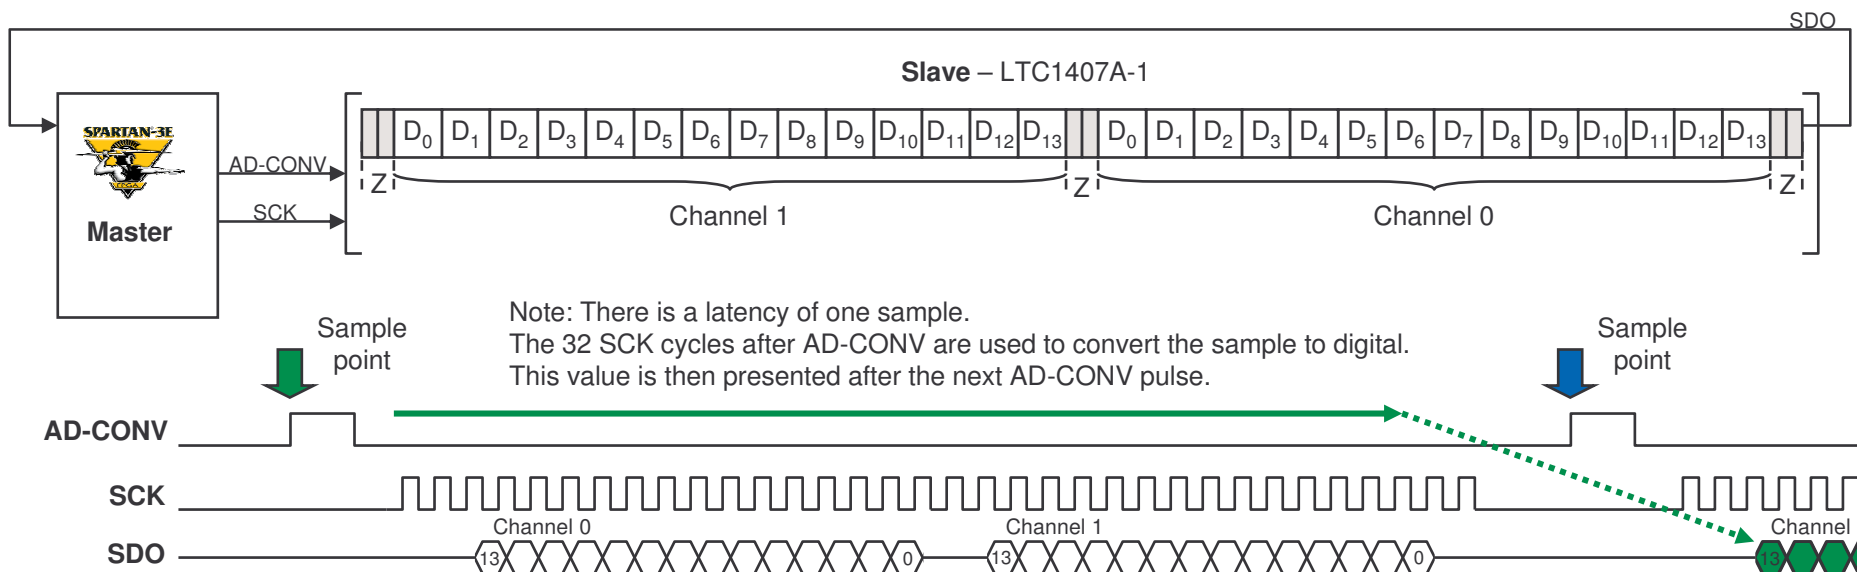 SDO
Slave – LTC1407A-1
SPARTAN-3E
FPGA
Master
AD-CONV
SCK
D0 D1 D2 D3 D4 D5 D6 D7 D8 D9 D10 D11 D12 D13 D0 D1 D2 D3 D4 D5 D6 D7 D8 D9 D10 D11 D12 D13
Z Z Z
Channel 1 Channel 0
Note: There is a latency of one sample.
The 32 SCK cycles after AD-CONV are used to convert the sample to digital.
This value is then presented after the next AD-CONV pulse.
Sample
point
Sample
point
AD-CONV
SCK
Channel 0 Channel 1 Channel
SDO 13 0 13 0 13